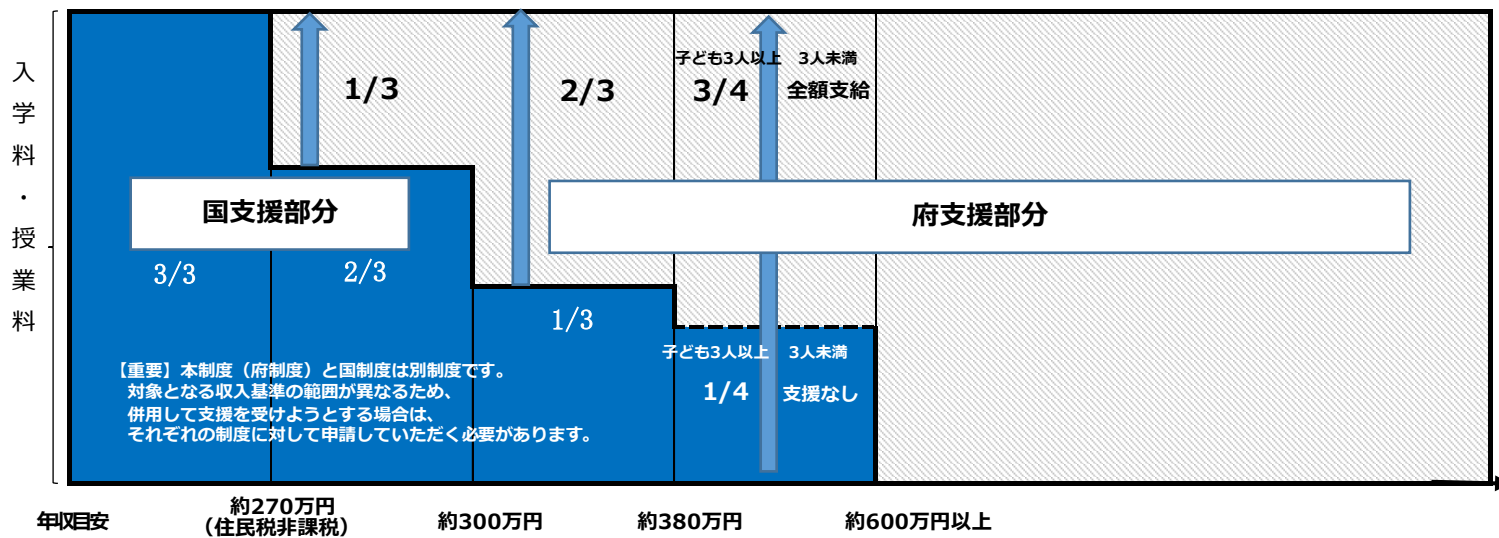 入学料・授業料
子ども3人以上 3人未満
1/3 2/3 3/4 全額支給
国支援部分 府支援部分
3/3 2/3 1/3
子ども3人以上 3人未満
1/4 支援なし
【重要】本制度（府制度）と国制度は別制度です。
対象となる収入基準の範囲が異なるため、
併用して支援を受けようとする場合は、
それぞれの制度に対して申請していただく必要があります。
年収目安 約270万円 約300万円 約380万円 約600万円以上
（住民税非課税）